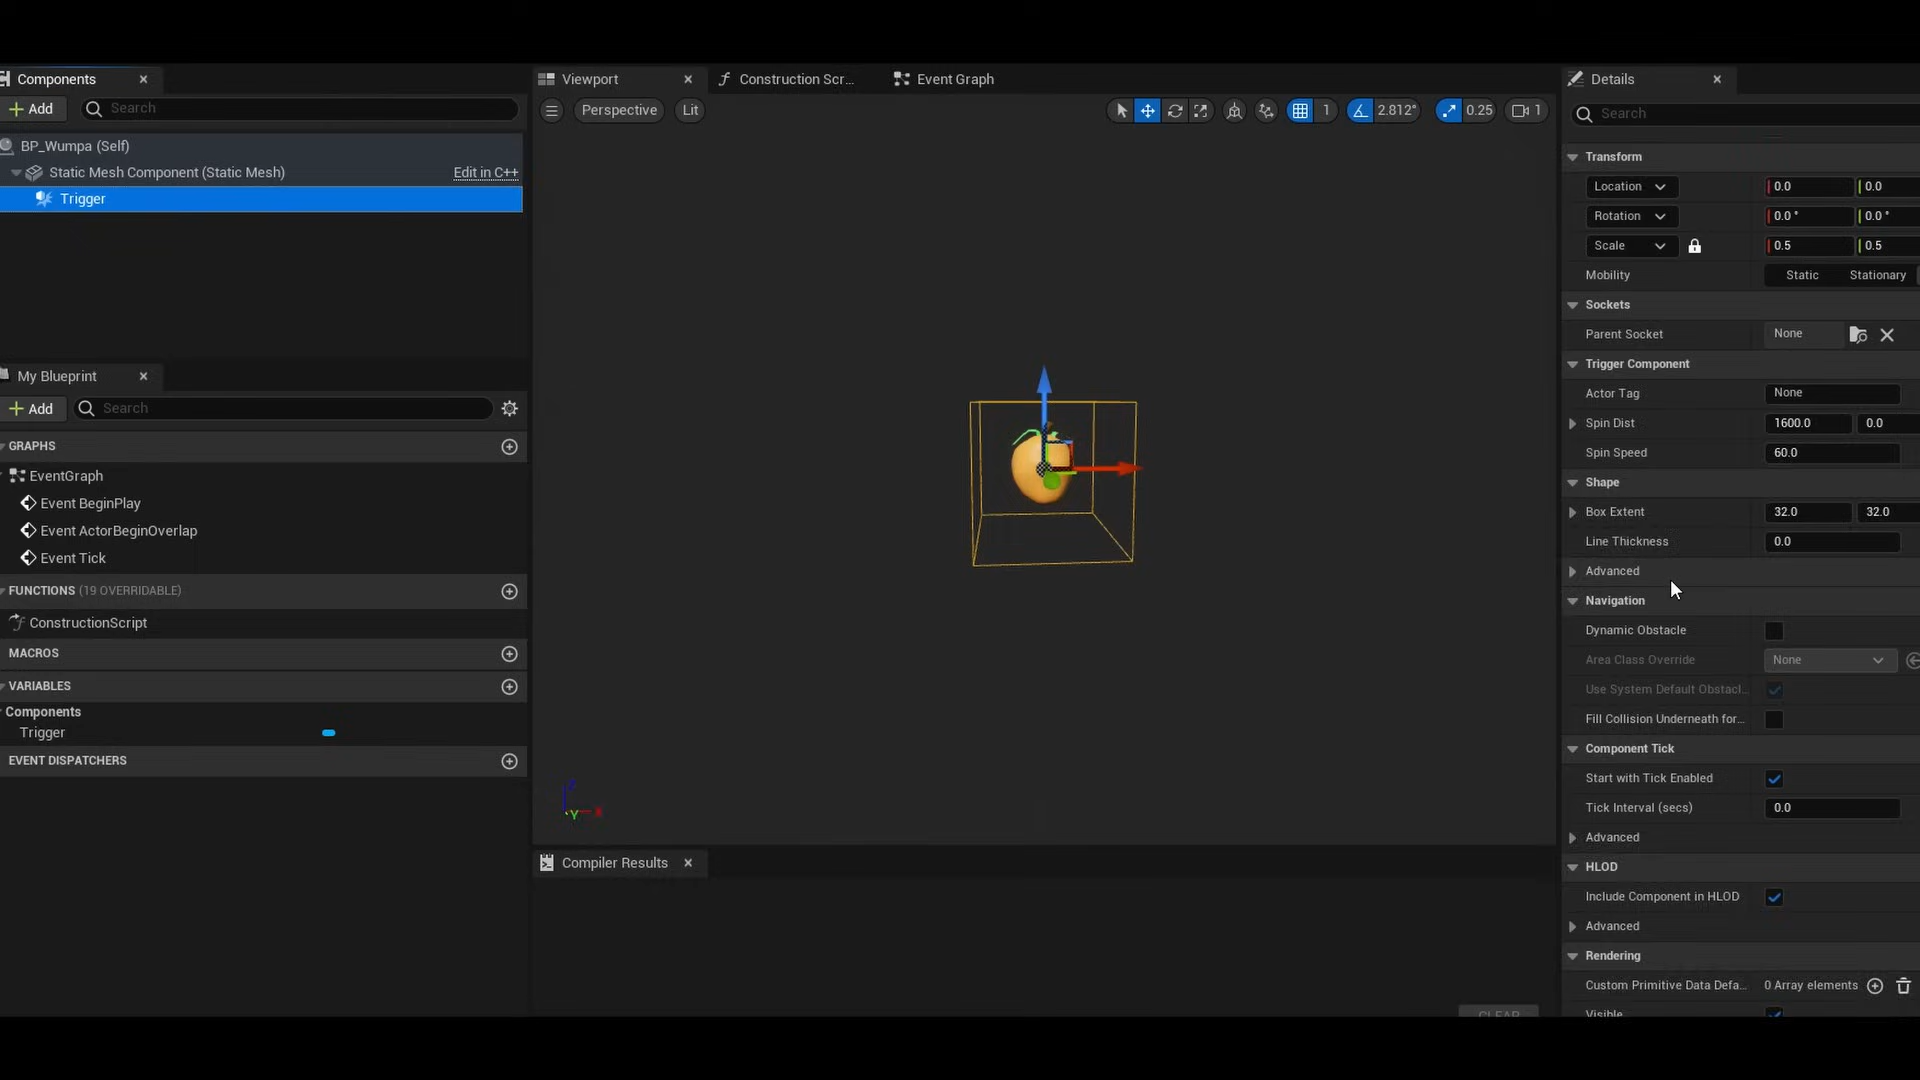 Components
Add
Search
BP_Wumpa (Self)
Static Mesh Component (Static Mesh)
Edit in C++
Trigger
My Blueprint
Add
Search
GRAPHS
EventGraph
Event BeginPlay
Event ActorBeginOverlap
Event Tick
FUNCTIONS (19 OVERRIDABLE)
ConstructionScript
MACROS
VARIABLES
Components
Trigger
EVENT DISPATCHERS
Viewport
Construction Scr...
Event Graph
Perspective
Lit
1
2.812°
0.25
1
Y
Compiler Results
CLEAR
Details
Search
Transform
Location
0.0
0.0
Rotation
0.0 °
0.0 °
Scale
0.5
0.5
Mobility
Static
Stationary
Sockets
Parent Socket
None
Trigger Component
Actor Tag
None
Spin Dist
1600.0
0.0
Spin Speed
60.0
Shape
Box Extent
32.0
32.0
Line Thickness
0.0
Advanced
Navigation
Dynamic Obstacle
Area Class Override
None
Use System Default Obstacl...
Fill Collision Underneath for...
Component Tick
Start with Tick Enabled
Tick Interval (secs)
0.0
Advanced
HLOD
Include Component in HLOD
Advanced
Rendering
Custom Primitive Data Defa...
0 Array elements
Visible